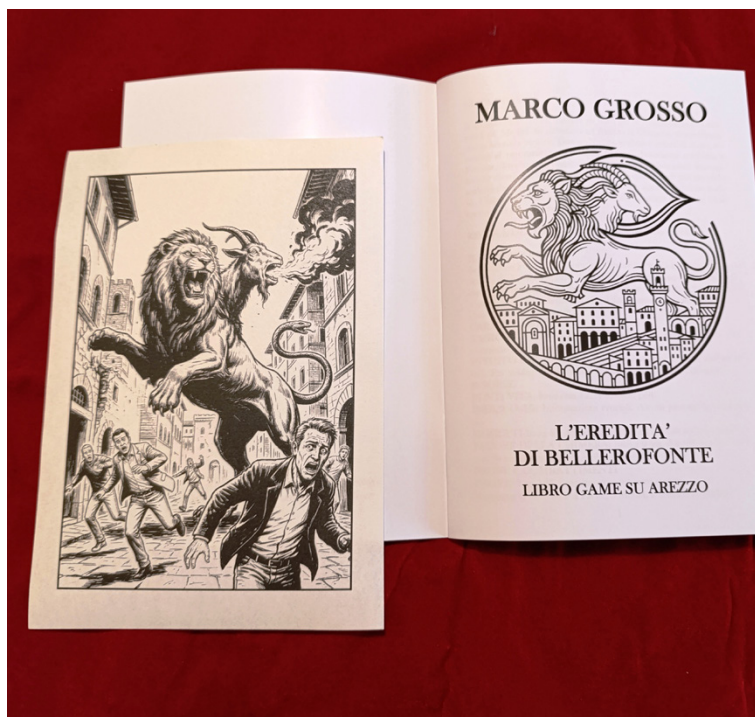 MARCO GROSSO
L'EREDITA'
DI BELLEROFONTE
LIBRO GAME SU AREZZO